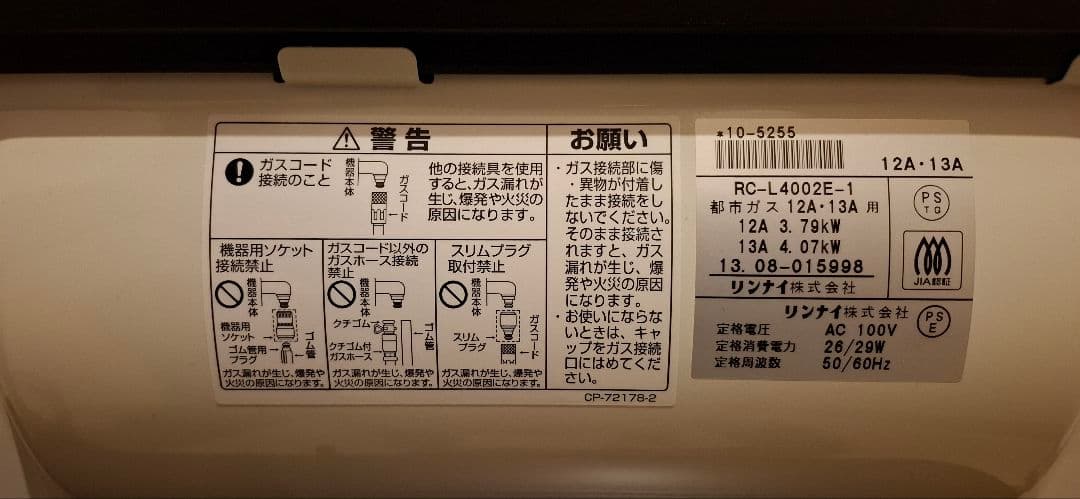 警告
ガスコード
接続のこと
機器本体
ガスコード
他の接続具を使用
すると、ガス漏れが
生じ、爆発や火災の
原因になります。
機器用ソケット
接続禁止
機器本体
機器用
ソケット
ゴム管用
プラグ
ゴム管
ガス漏れが生じ、爆発や
火災の原因になります。
ガスコード以外の
ガスホース接続
禁止
機器本体
クチゴム
クチゴム付
ガスホース
ゴム管
ガス漏れが生じ、爆発や
火災の原因になります。
スリムプラグ
取付禁止
機器本体
スリム
プラグ
ガスコード
ガス漏れが生じ、爆発や
火災の原因になります。
お願い
・ガス接続部に傷
・異物が付着し
たまま接続をし
ないでください。
そのまま接続さ
れますと、ガス
漏れが生じ、爆
発や火災の原因
になります。
・お使いにならな
いときは、キャ
ップをガス接続
口にはめてくだ
さい。
CP-72178-2
*10-5255
12A・13A
RC-L4002E-1
都市ガス 12A・13A 用
12A 3.79kW
13A 4.07kW
13.08-015998
リンナイ株式会社
PS
TG
JIA認証
リンナイ株式会社
定格電圧 AC 100V
定格消費電力 26/29W
定格周波数 50/60Hz
PS
E